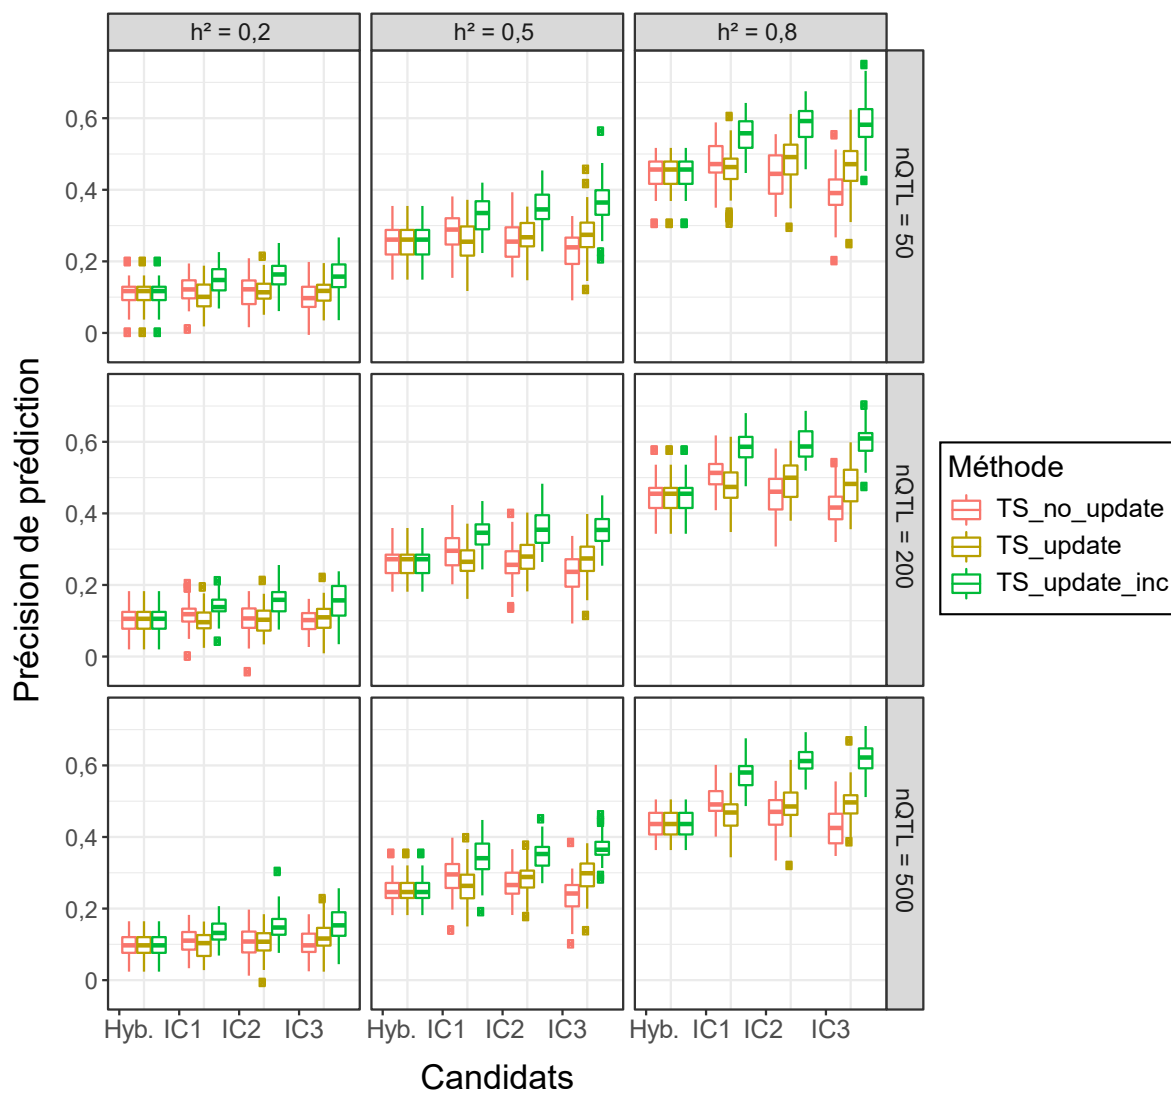 h² = 0,2
h² = 0,5
h² = 0,8
0,6
0,4
0,2
0
nQTL = 50
0,6
0,4
0,2
0
nQTL = 200
0,6
0,4
0,2
0
nQTL = 500
Précision de prédiction
Hyb. IC1 IC2 IC3
Hyb. IC1 IC2 IC3
Hyb. IC1 IC2 IC3
Candidats
Méthode
TS_no_update
TS_update
TS_update_inc